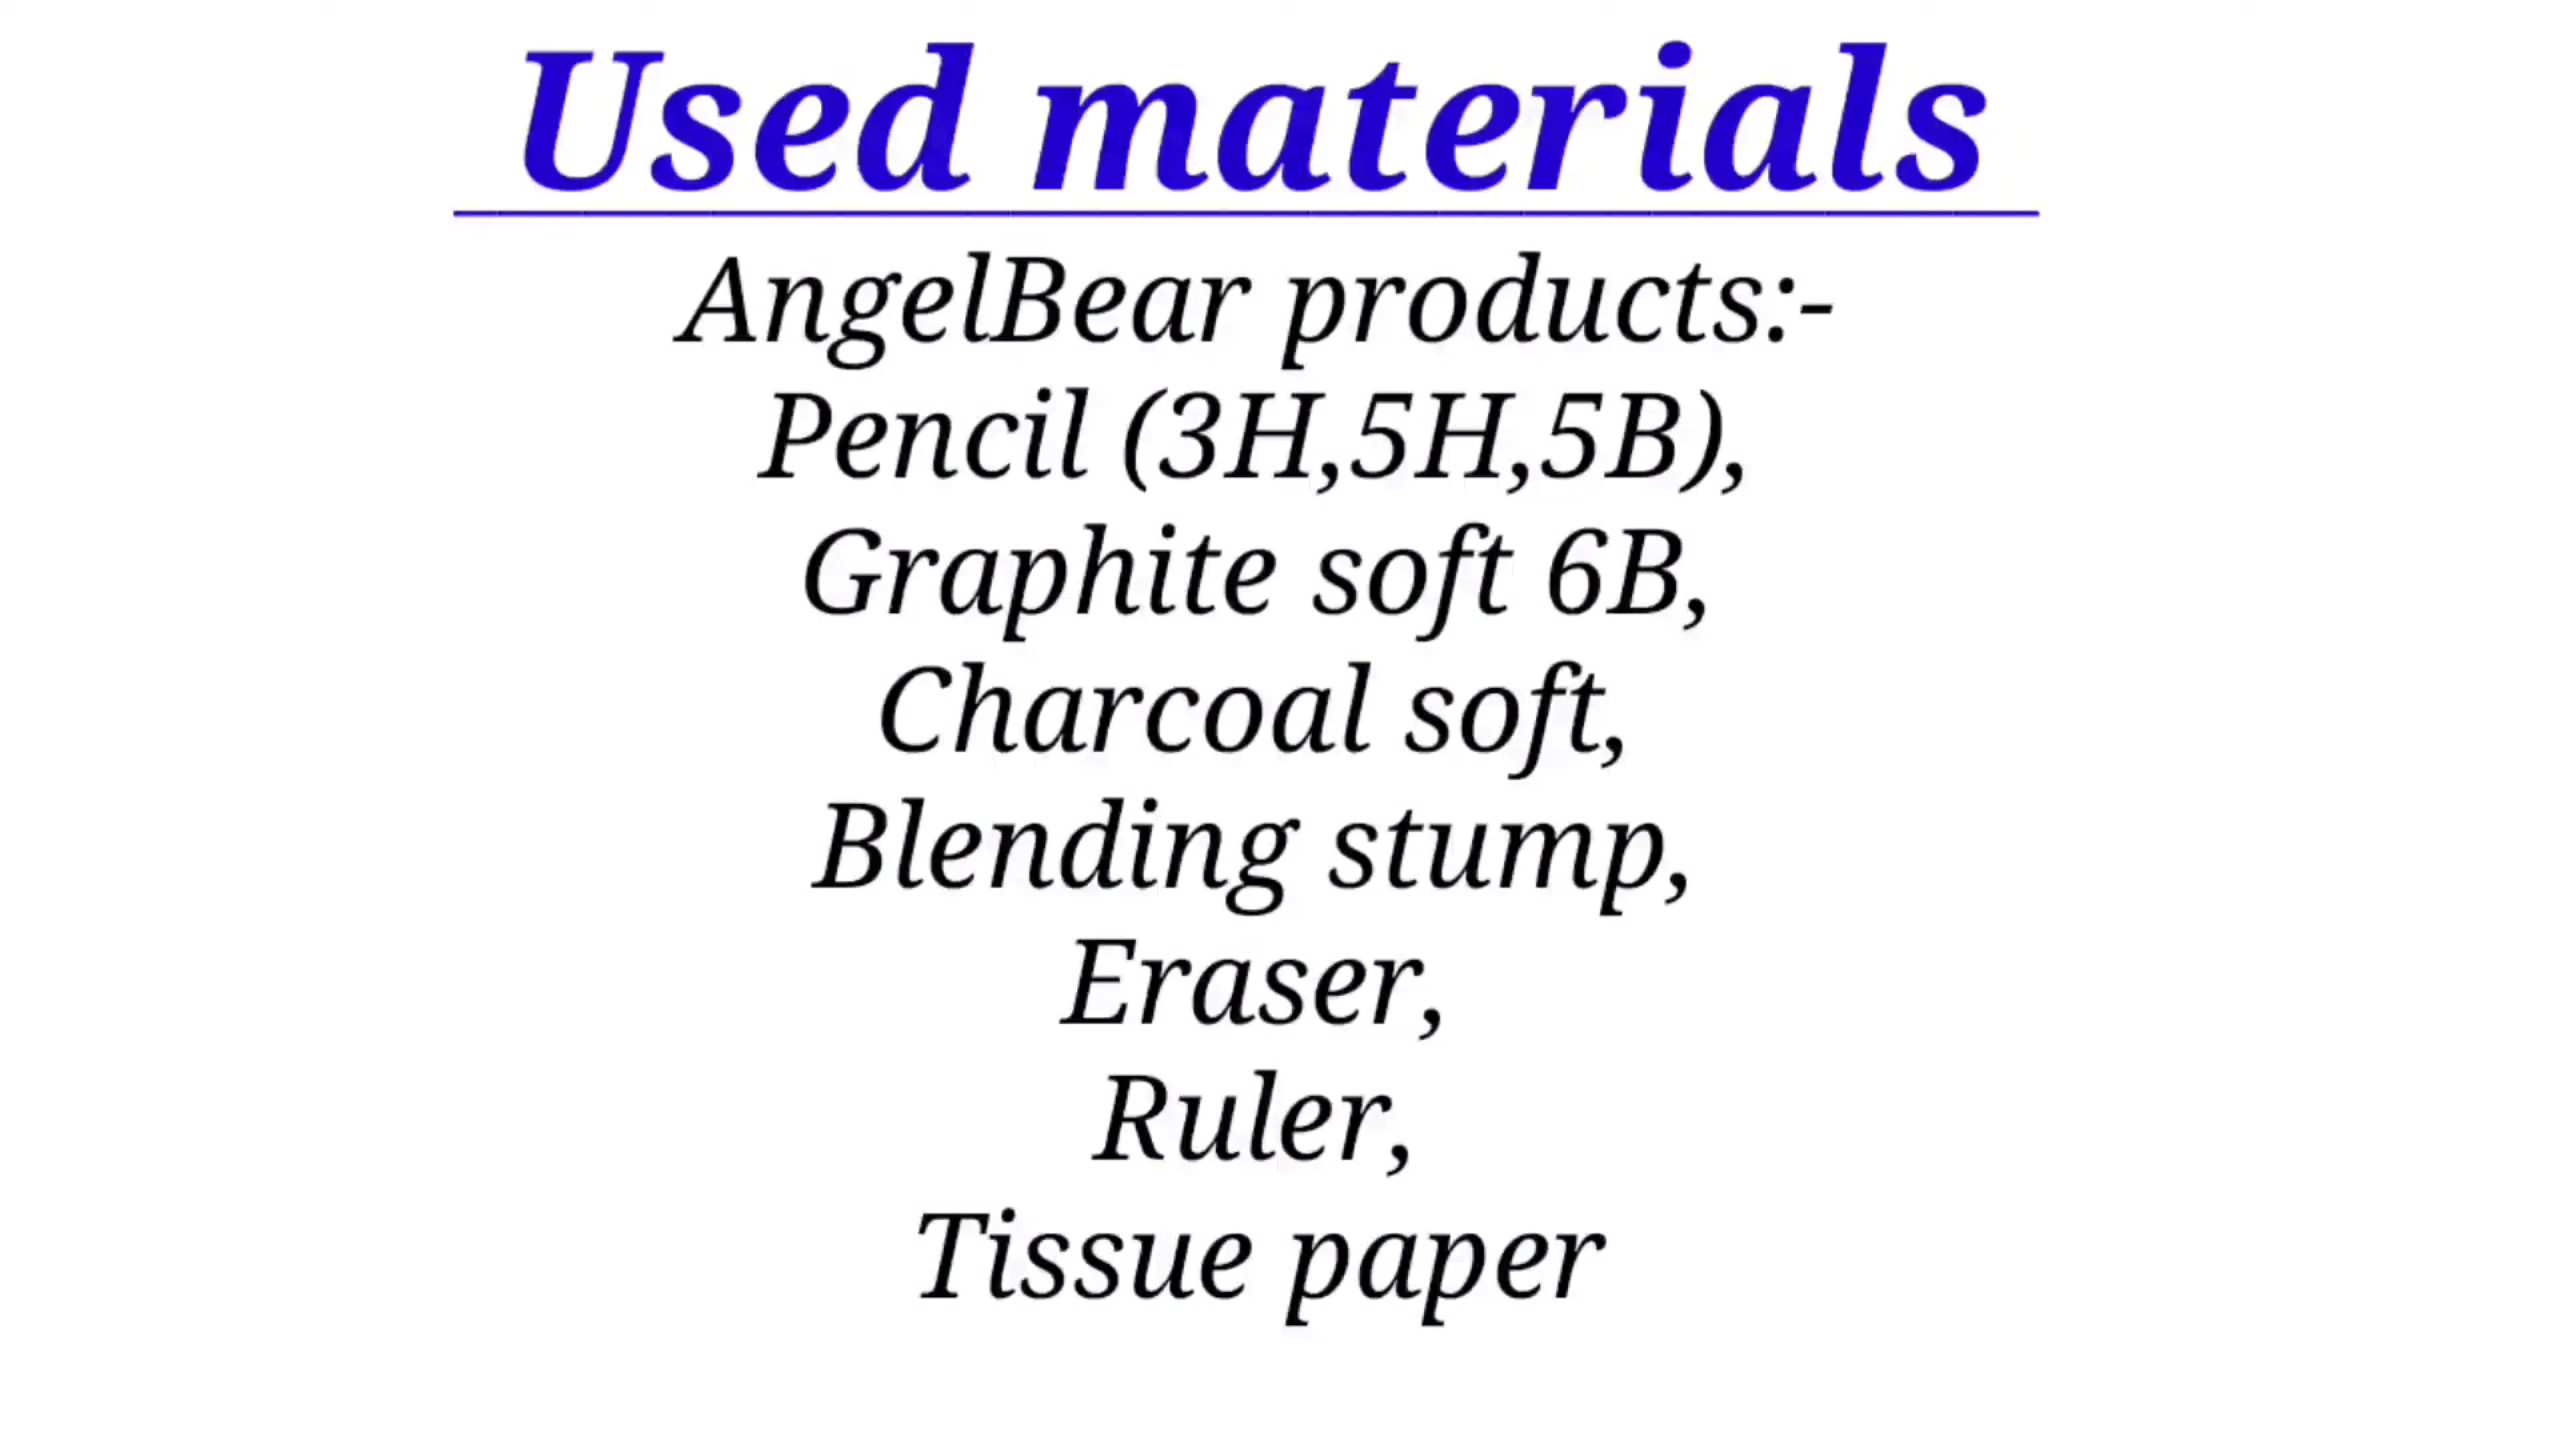 Used materials
AngelBear products:-
Pencil (3H,5H,5B),
Graphite soft 6B,
Charcoal soft,
Blending stump,
Eraser,
Ruler,
Tissue paper